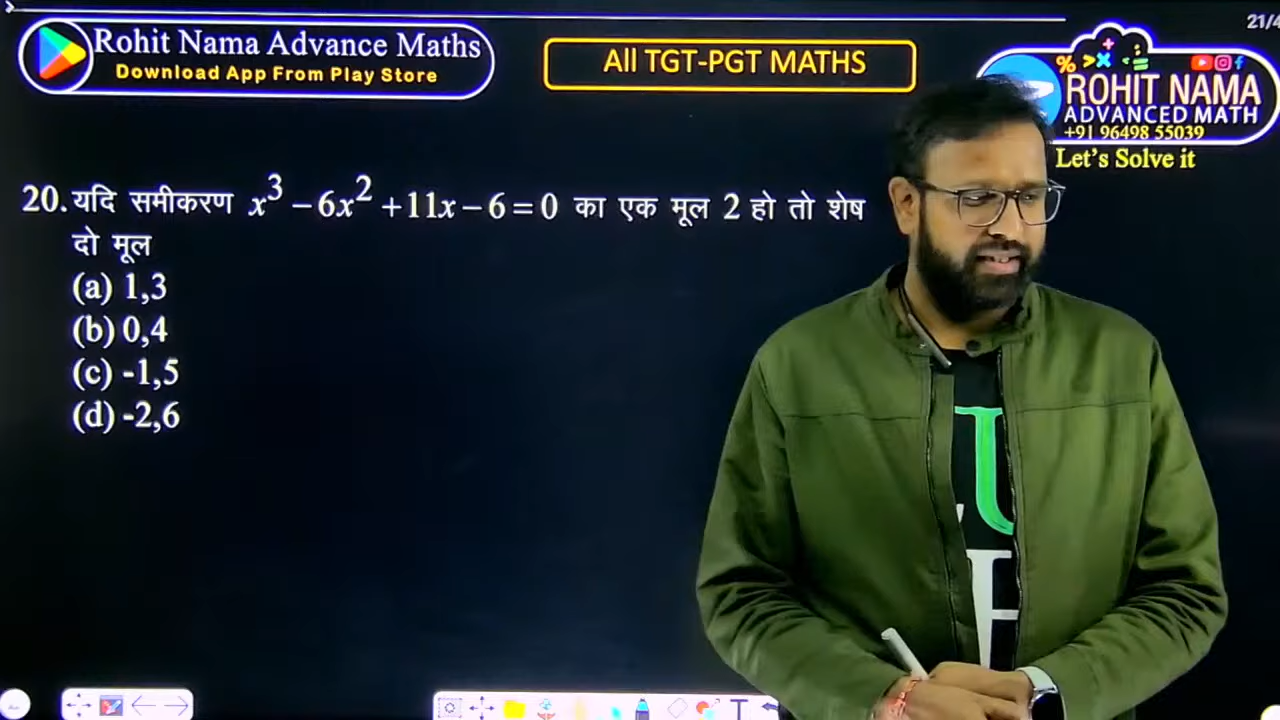 21/4
Rohit Nama Advance Maths
Download App From Play Store
All TGT-PGT MATHS
ROHIT NAMA
ADVANCED MATH
+91 96498 55039
Let's Solve it
20. यदि समीकरण x³ – 6x² + 11x – 6 = 0 का एक मूल 2 हो तो शेष
दो मूल
(a) 1,3
(b) 0,4
(c) -1,5
(d) -2,6